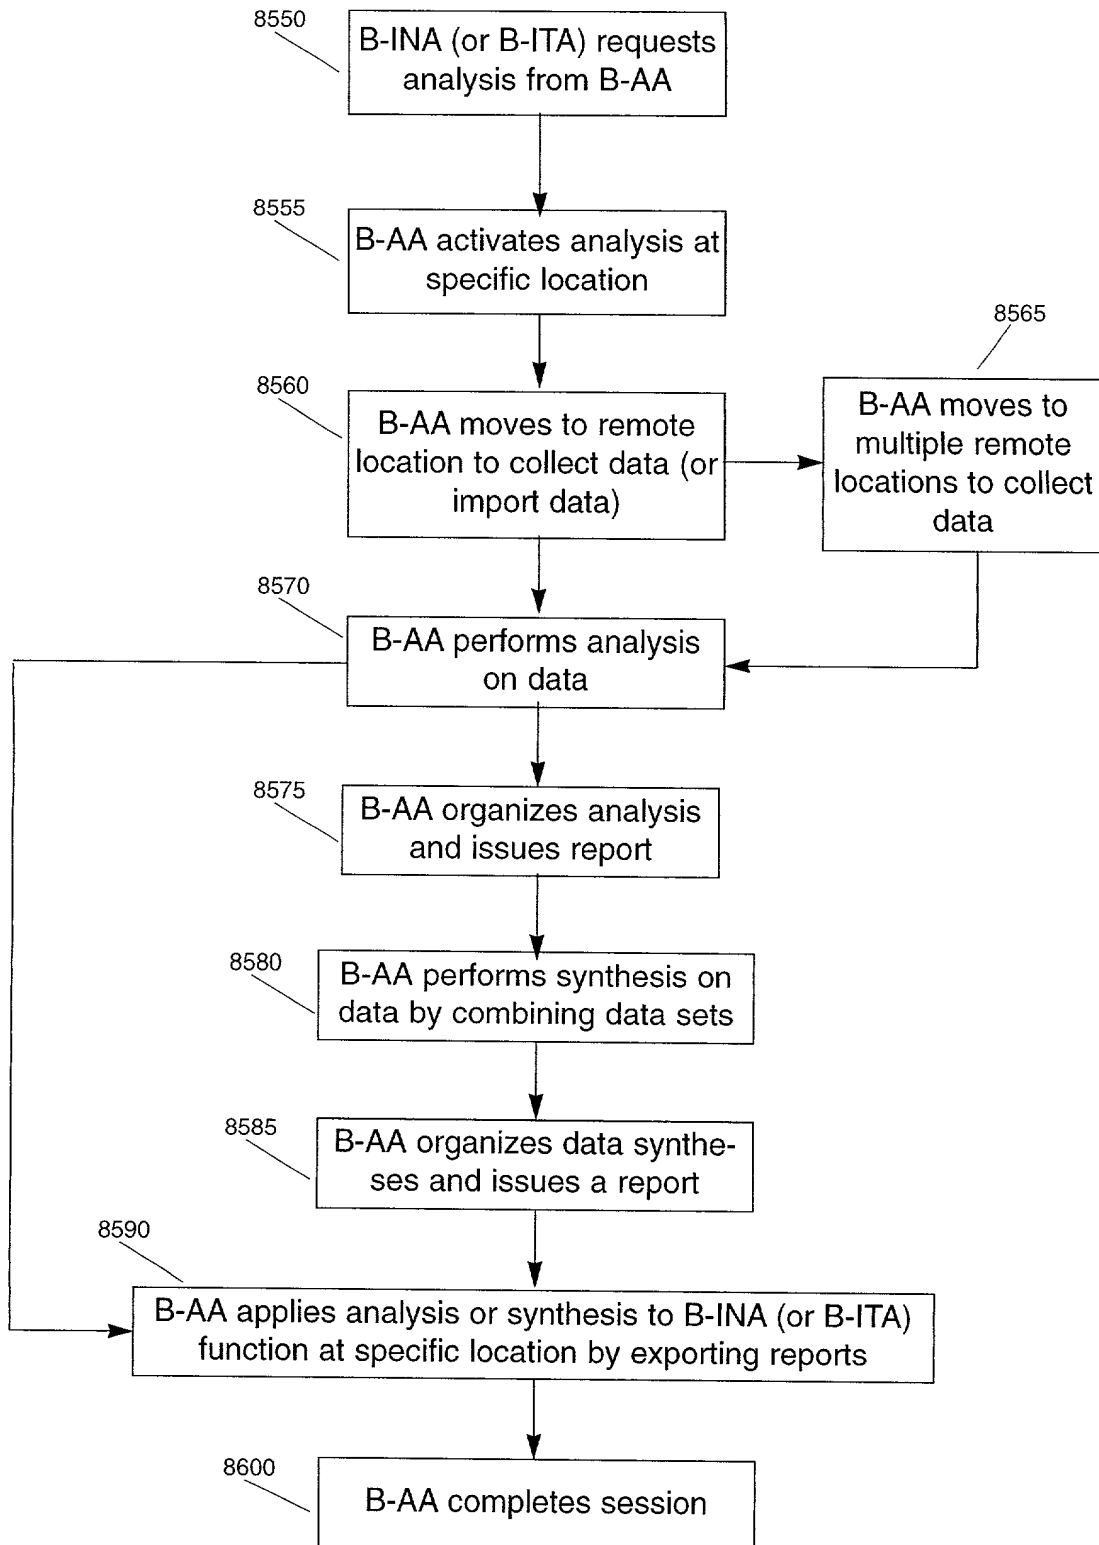 8550
B-INA (or B-ITA) requests
analysis from B-AA
8555
B-AA activates analysis at
specific location
8565
8560
B-AA moves to remote
location to collect data (or
import data)
B-AA moves to
multiple remote
locations to collect
data
8570
B-AA performs analysis
on data
8575
B-AA organizes analysis
and issues report
8580
B-AA performs synthesis on
data by combining data sets
8585
B-AA organizes data synthe-
ses and issues a report
8590
B-AA applies analysis or synthesis to B-INA (or B-ITA)
function at specific location by exporting reports
8600
B-AA completes session